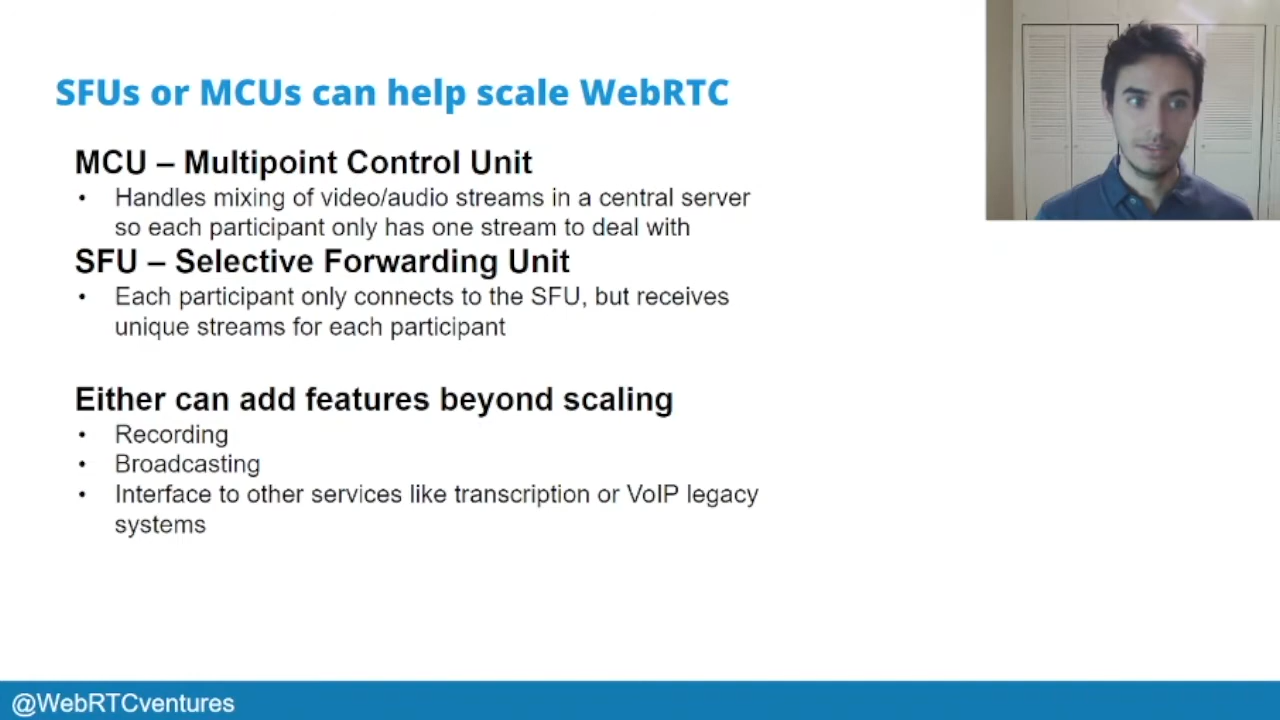 SFUs or MCUs can help scale WebRTC
MCU – Multipoint Control Unit
• Handles mixing of video/audio streams in a central server
so each participant only has one stream to deal with
SFU – Selective Forwarding Unit
• Each participant only connects to the SFU, but receives
unique streams for each participant
Either can add features beyond scaling
• Recording
• Broadcasting
• Interface to other services like transcription or VoIP legacy
systems
@WebRTCventures